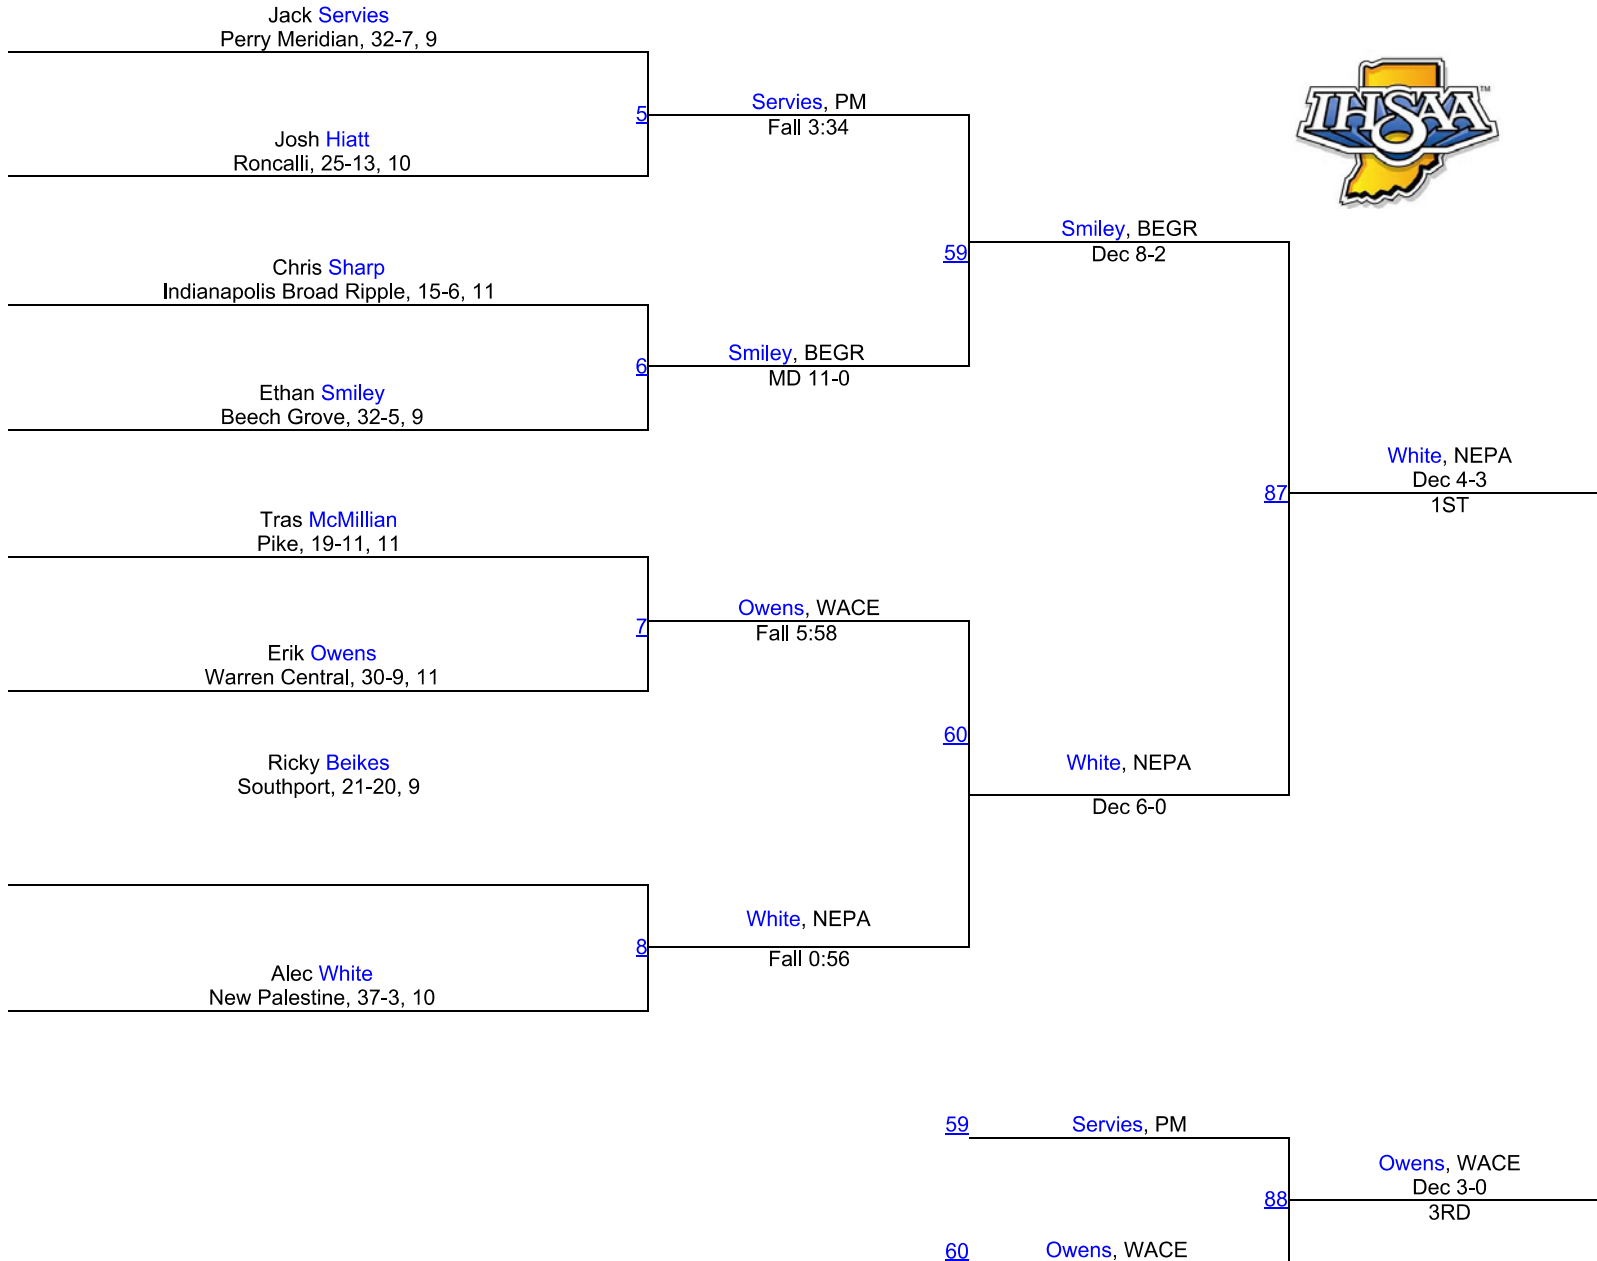 Jack Servies
Perry Meridian, 32-7, 9
5
Servies, PM
Fall 3:34
Josh Hiatt
Roncalli, 25-13, 10
IHSAA
TM
59
Smiley, BEGR
Dec 8-2
Chris Sharp
Indianapolis Broad Ripple, 15-6, 11
6
Smiley, BEGR
MD 11-0
Ethan Smiley
Beech Grove, 32-5, 9
87
White, NEPA
Dec 4-3
1ST
Tras McMillian
Pike, 19-11, 11
7
Owens, WACE
Fall 5:58
Erik Owens
Warren Central, 30-9, 11
60
White, NEPA
Dec 6-0
Ricky Beikes
Southport, 21-20, 9
8
White, NEPA
Fall 0:56
Alec White
New Palestine, 37-3, 10
59
Servies, PM
88
Owens, WACE
Dec 3-0
3RD
60
Owens, WACE